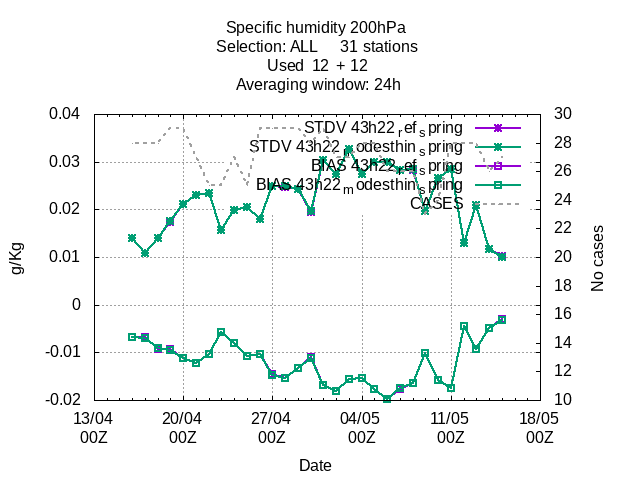 Specific humidity 200hPa
Selection: ALL 31 stations
Used 12 + 12
Averaging window: 24h
g/Kg
0.04
0.03
0.02
0.01
0
-0.01
-0.02
STDV 43h22_ref_spring
STDV 43h22_modesthin_spring
BIAS 43h22_ref_spring
BIAS 43h22_modesthin_spring
CASES
30
28
26
24
22
20
18
16
14
12
10
No cases
13/04 20/04 27/04 04/05 11/05 18/05
00Z 00Z 00Z 00Z 00Z 00Z
Date